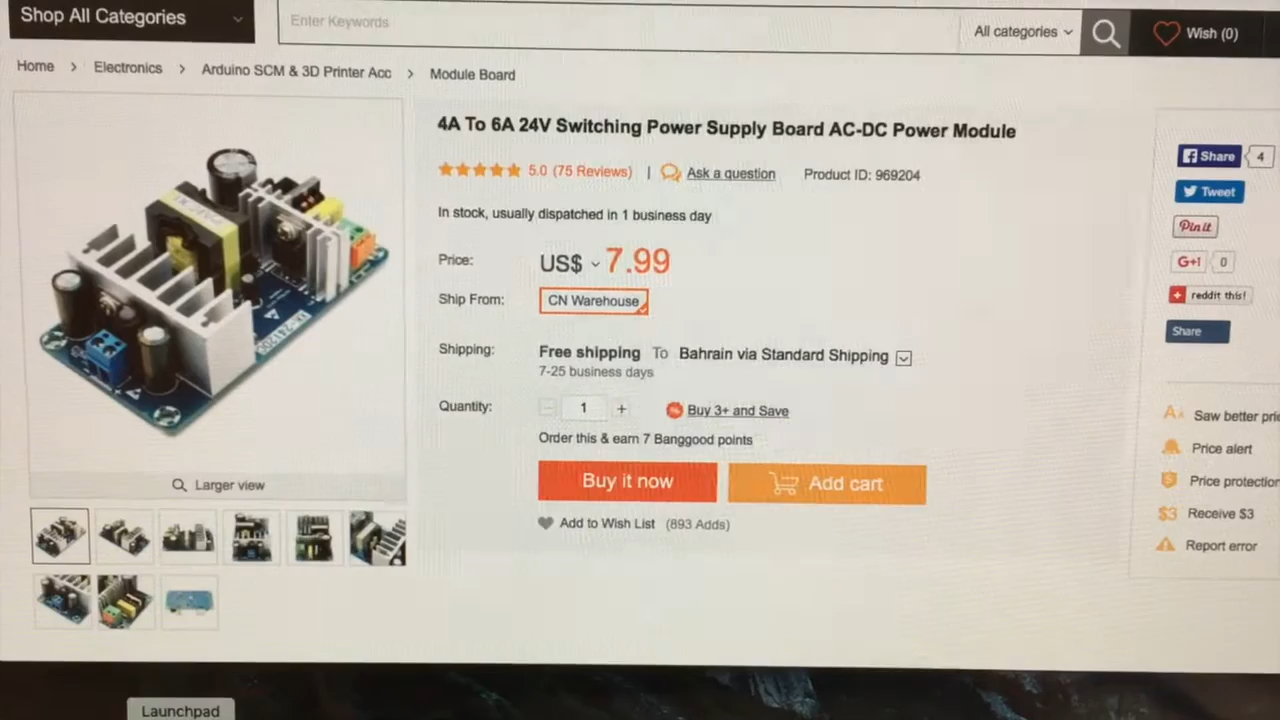 Shop All Categories
Enter Keywords
All categories
Wish (0)
Home > Electronics > Arduino SCM & 3D Printer Acc > Module Board
4A To 6A 24V Switching Power Supply Board AC-DC Power Module
5.0 (75 Reviews) | Ask a question Product ID: 969204
In stock, usually dispatched in 1 business day
Price: US$ 7.99
Ship From: CN Warehouse
Shipping: Free shipping To Bahrain via Standard Shipping
7-25 business days
Quantity: - 1 + Buy 3+ and Save
Order this & earn 7 Banggood points
Buy it now
Add cart
Add to Wish List (893 Adds)
Larger view
Share 4
Tweet
Pin it
G+1 0
reddit this!
Share
Saw better pri
Price alert
Price protection
$3 Receive $3
Report error
Launchpad